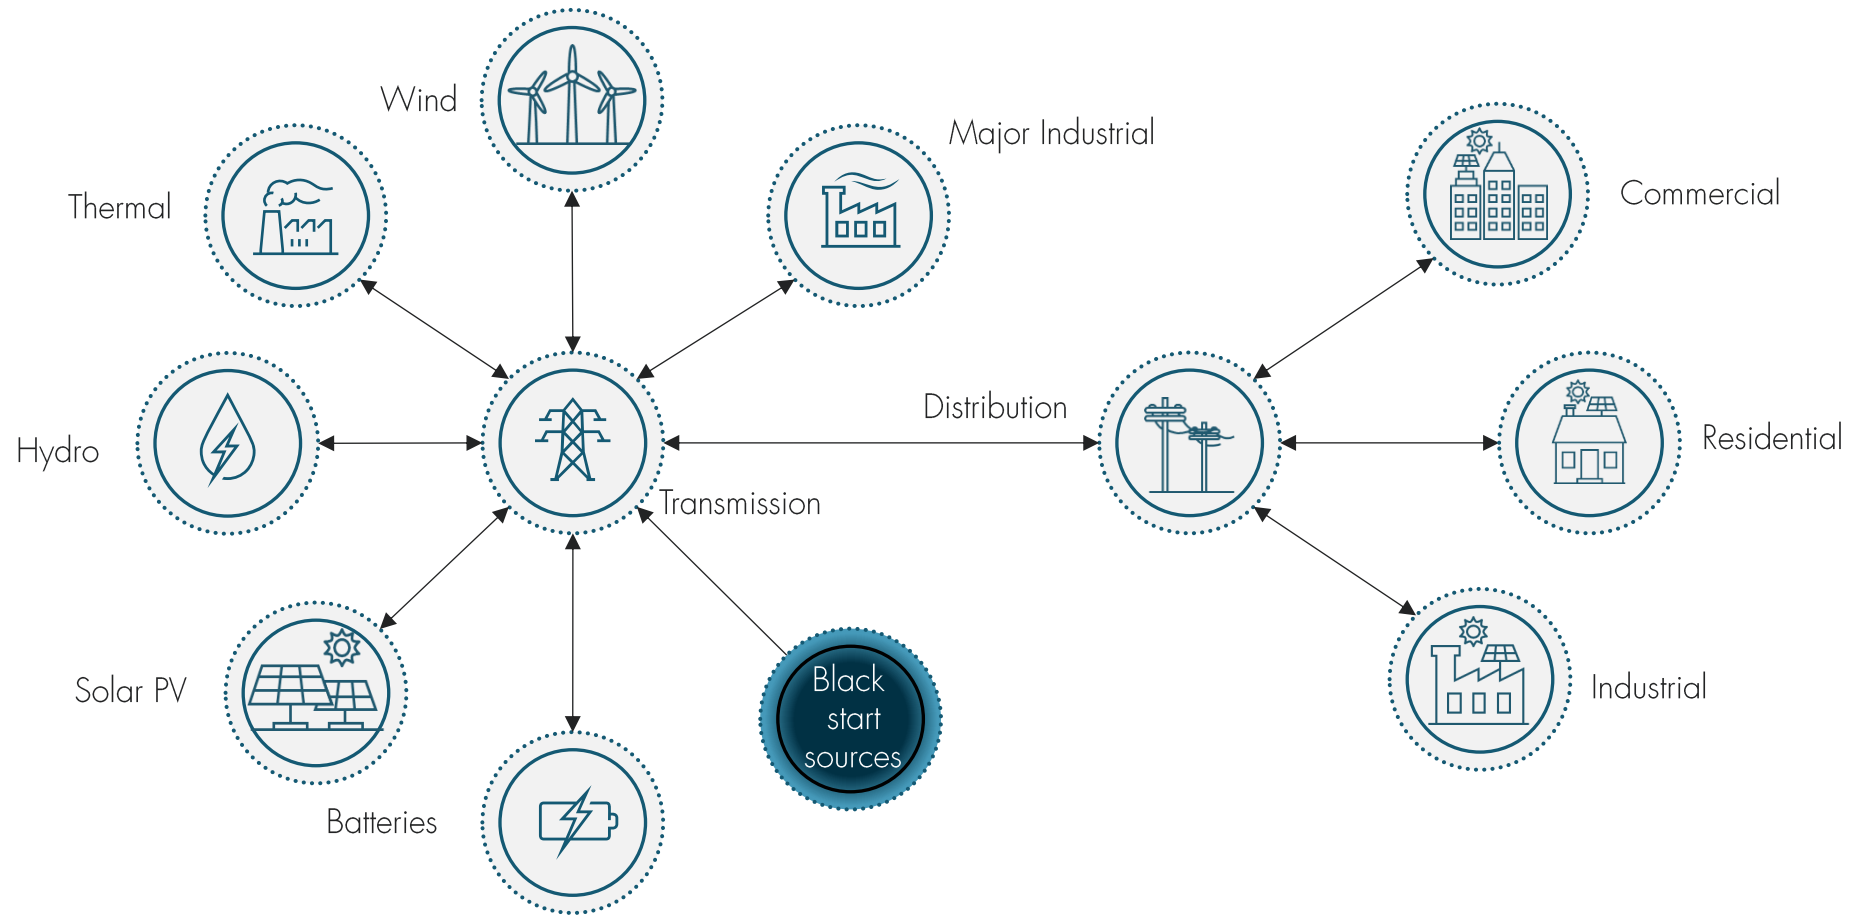 Wind
Major Industrial
Thermal
Commercial
Distribution
Residential
Hydro
Transmission
Solar PV
Black
start
sources
Industrial
Batteries